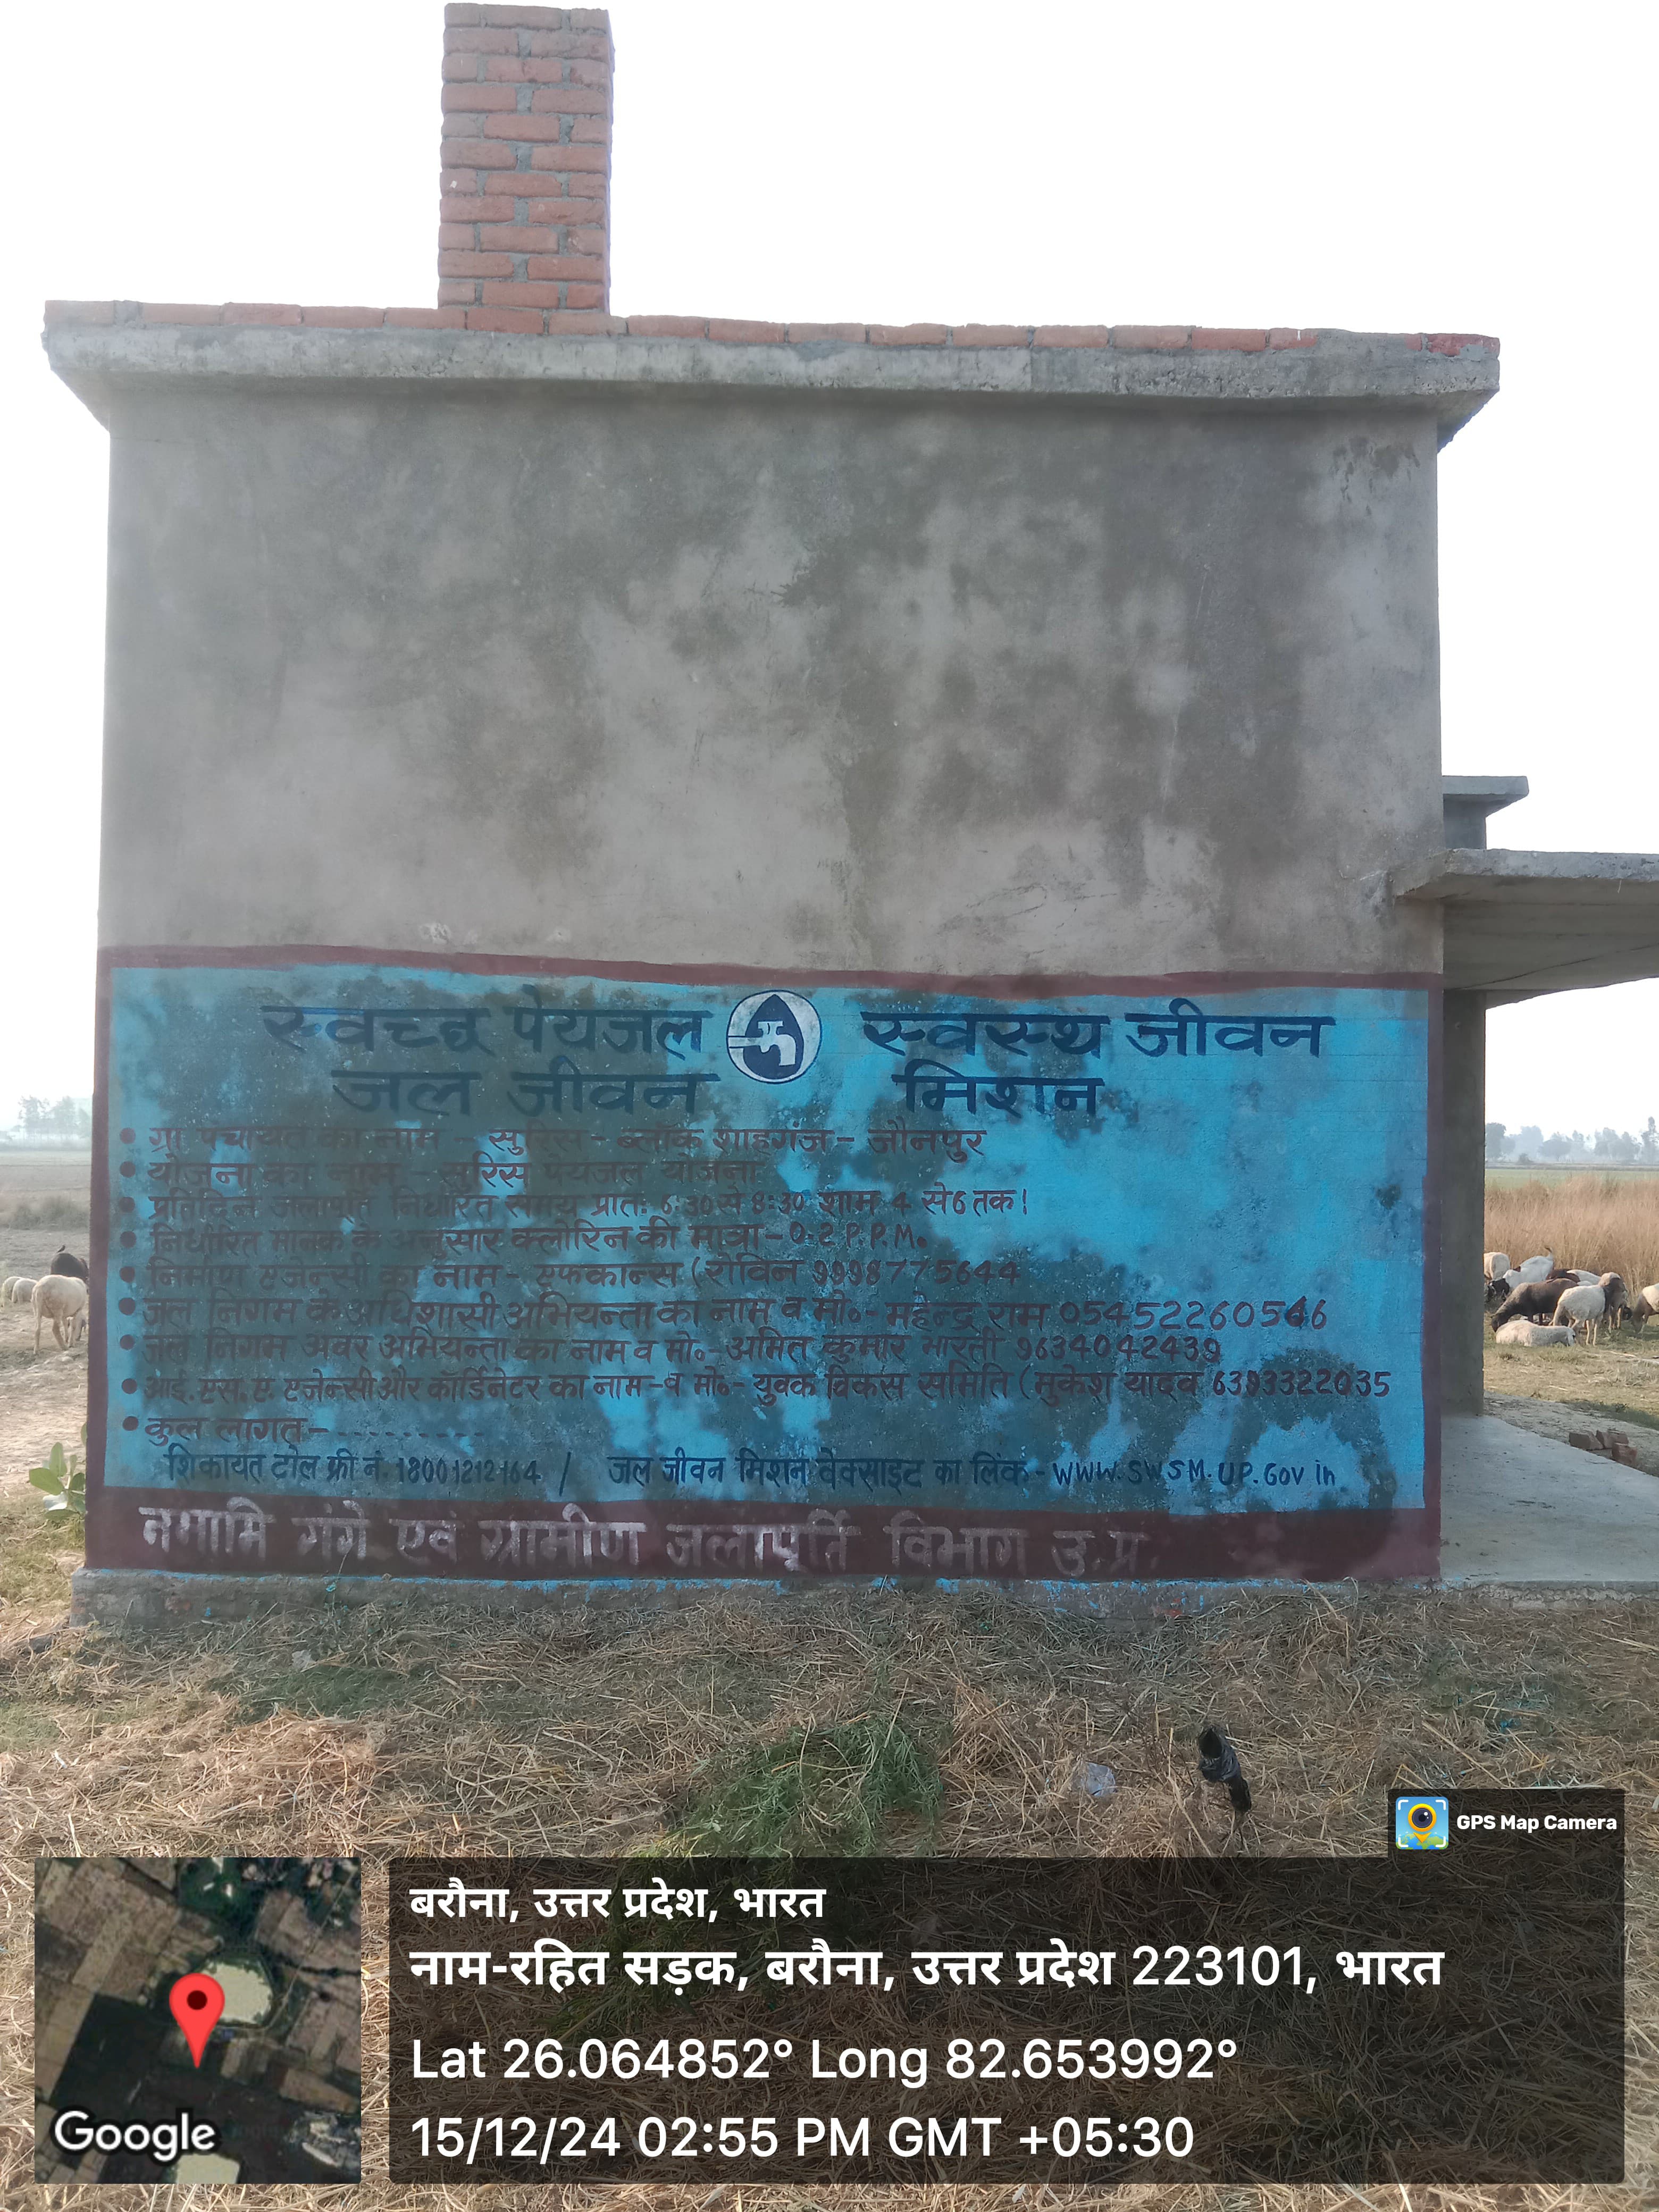 स्वच्छ पेयजल स्वस्थ जीवन
जल जीवन मिशन
• ग्रा पंचायत का नाम - सुरिस - ब्लॉक शाहगंज - जौनपुर
• योजना का नाम - सुरिस पेयजल योजना
• प्रतिदिन जलापूर्ति निर्धारित समय प्रातः 6:30 से 8:30 शाम 4 से 6 तक!
• निर्धारित मानक के अनुसार क्लोरिन की मात्रा - 0.2 P.P.M.
• निर्माण एजेन्सी का नाम - एफकान्स (रोविन 9998775644
• जल निगम के अधिशासी अभियन्ता का नाम व मो०- महेन्द्र राम 05452260546
• जल निगम अवर अभियन्ता का नाम व मो०- अमित कुमार भारती 9634042439
• आई. एस. ए. एजेन्सी और कॉर्डिनेटर का नाम - व मो०- युवक विकास समिति (मुकेश यादव 6393322035
• कुल लागत - .........
शिकायत टोल फ्री नं. 18001212164 / जल जीवन मिशन वेवसाइट का लिंक - WWW.SWSM.UP.Gov in
नमामि गंगे एवं ग्रामीण जलापूर्ति विभाग उ.प्र.
GPS Map Camera
बरौना, उत्तर प्रदेश, भारत
नाम-रहित सड़क, बरौना, उत्तर प्रदेश 223101, भारत
Lat 26.064852° Long 82.653992°
15/12/24 02:55 PM GMT +05:30
Google